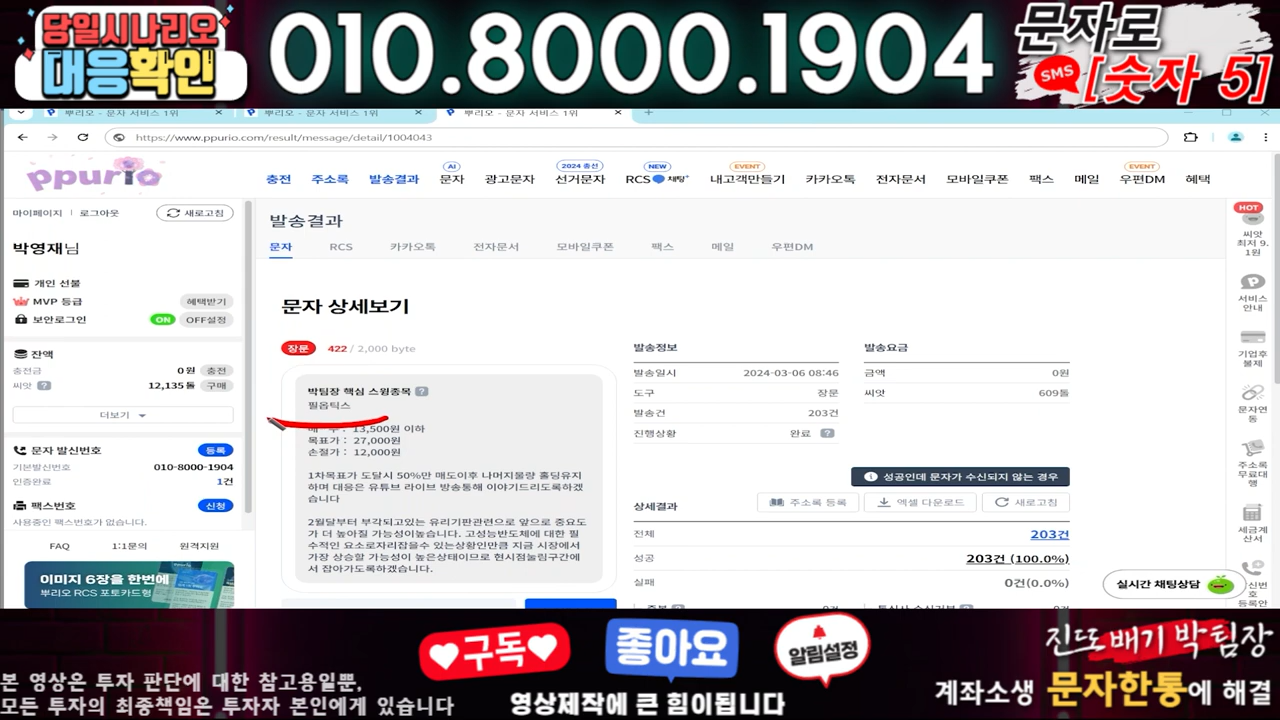 당일시나리오
대응확인
010.8000.1904
문자로
SMS
[숫자 5]
뿌리오 - 문자 서비스 1위
뿌리오 - 문자 서비스 1위
뿌리오 - 문자 서비스 1위
https://www.ppurio.com/result/message/detail/1004043
ppurio
충전
주소록
발송결과
AI
문자
광고문자
2024 총선
선거문자
NEW
RCS
채팅+
EVENT
내고객만들기
카카오톡
전자문서
모바일쿠폰
팩스
메일
EVENT
우편DM
혜택
마이페이지 | 로그아웃
새로고침
박영재님
개인 선불
MVP 등급
혜택받기
보안로그인
ON
OFF설정
잔액
충전금 0원 충전
씨앗 ? 12,135톨 구매
더보기
문자 발신번호 등록
기본발신번호 010-8000-1904
인증완료 1건
팩스번호 신청
사용중인 팩스번호가 없습니다.
FAQ 1:1문의 원격지원
이미지 6장을 한번에
뿌리오 RCS 포토카드형
발송결과
문자 RCS 카카오톡 전자문서 모바일쿠폰 팩스 메일 우편DM
문자 상세보기
장문 422 / 2,000 byte
박팀장 핵심 스윙종목 ?
필옵틱스
13,500원 이하
목표가 : 27,000원
손절가 : 12,000원
1차목표가 도달시 50%만 매도이후 나머지물량 홀딩유지
하며 대응은 유튜브 라이브 방송통해 이야기드리도록하겠
습니다
2월달부터 부각되고있는 유리기판관련으로 앞으로 중요도
가 더 높아질 가능성이높습니다. 고성능반도체에 대한 필
수적인 요소로자리잡을수 있는상황인만큼 지금 시장에서
가장 상승할 가능성이 높은상태이므로 현시점눌림구간에
서 잡아가도록하겠습니다.
발송정보
발송일시 2024-03-06 08:46
도구 장문
발송건 203건
진행상황 완료 ?
발송요금
금액 0원
씨앗 609톨
성공인데 문자가 수신되지 않는 경우
상세결과
주소록 등록
엑셀 다운로드
새로고침
전체 203건
성공 203건 (100.0%)
실패 0건(0.0%)
HOT
씨앗
최저 9.
1원
서비스
안내
기업후
불제
문자연
동
주소록
무료대
행
세금계
산서
실시간 채팅상담
등록안
구독
좋아요
알림설정
영상제작에 큰 힘이됩니다
본 영상은 투자 판단에 대한 참고용일뿐,
모든 투자의 최종책임은 투자자 본인에게 있습니다
진또배기 박팀장
계좌소생 문자한통에 해결